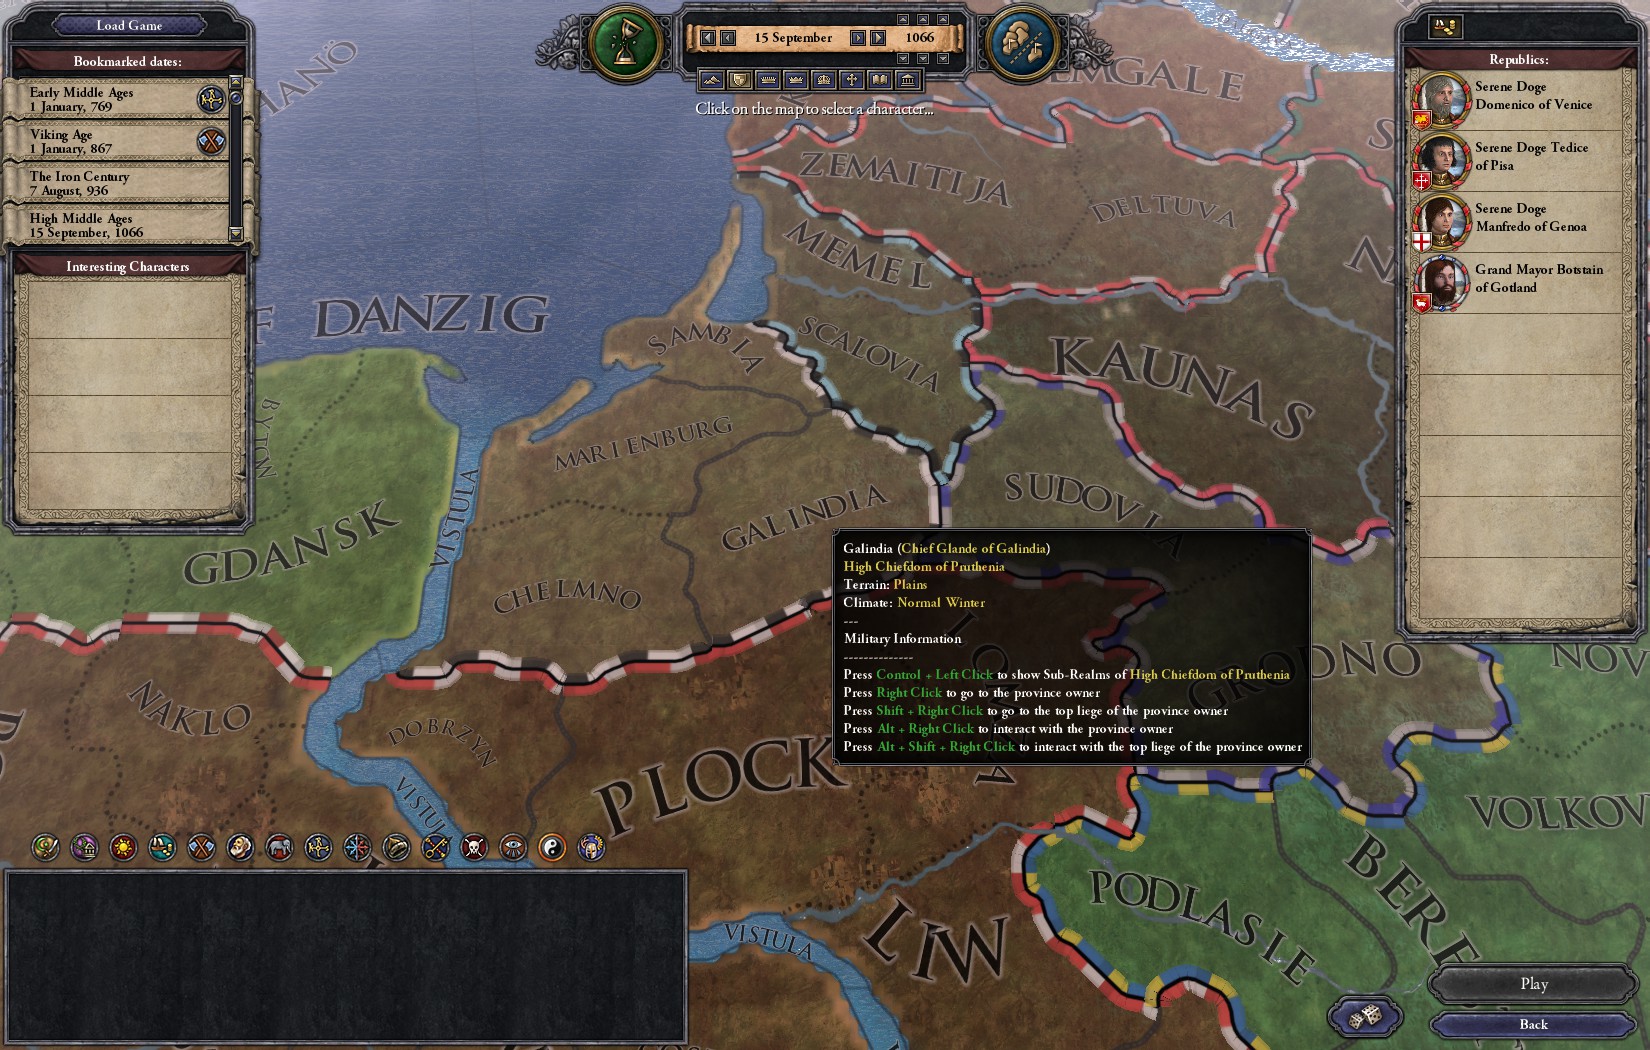 Load Game
Bookmarked dates:
Early Middle Ages
1 January, 769
Viking Age
1 January, 867
The Iron Century
7 August, 936
High Middle Ages
15 September, 1066
Interesting Characters
15 September
1066
Click on the map to select a character...
Republics:
Serene Doge
Domenico of Venice
Serene Doge Tedice
of Pisa
Serene Doge
Manfredo of Genoa
Grand Mayor Botstain
of Gotland
DANZIG
ZEMAITIJA
DELTUVA
MEMEL
SAMBIA
SCALOVIA
KAUNAS
BYTOW
MARIENBURG
GDANSK
VISTULA
GALINDIA
SUDOVIA
CHELMNO
Galindia (Chief Glande of Galindia)
High Chiefdom of Pruthenia
Terrain: Plains
Climate: Normal Winter
---
Military Information
--------------
Press Control + Left Click to show Sub-Realms of High Chiefdom of Pruthenia
Press Right Click to go to the province owner
Press Shift + Right Click to go to the top liege of the province owner
Press Alt + Right Click to interact with the province owner
Press Alt + Shift + Right Click to interact with the top liege of the province owner
GRODNO
NOV
NAKLO
DOBRZYN
PLOCK
VISTULA
VOLKOV
BERE
PODLASIE
LIW
VISTULA
Play
Back